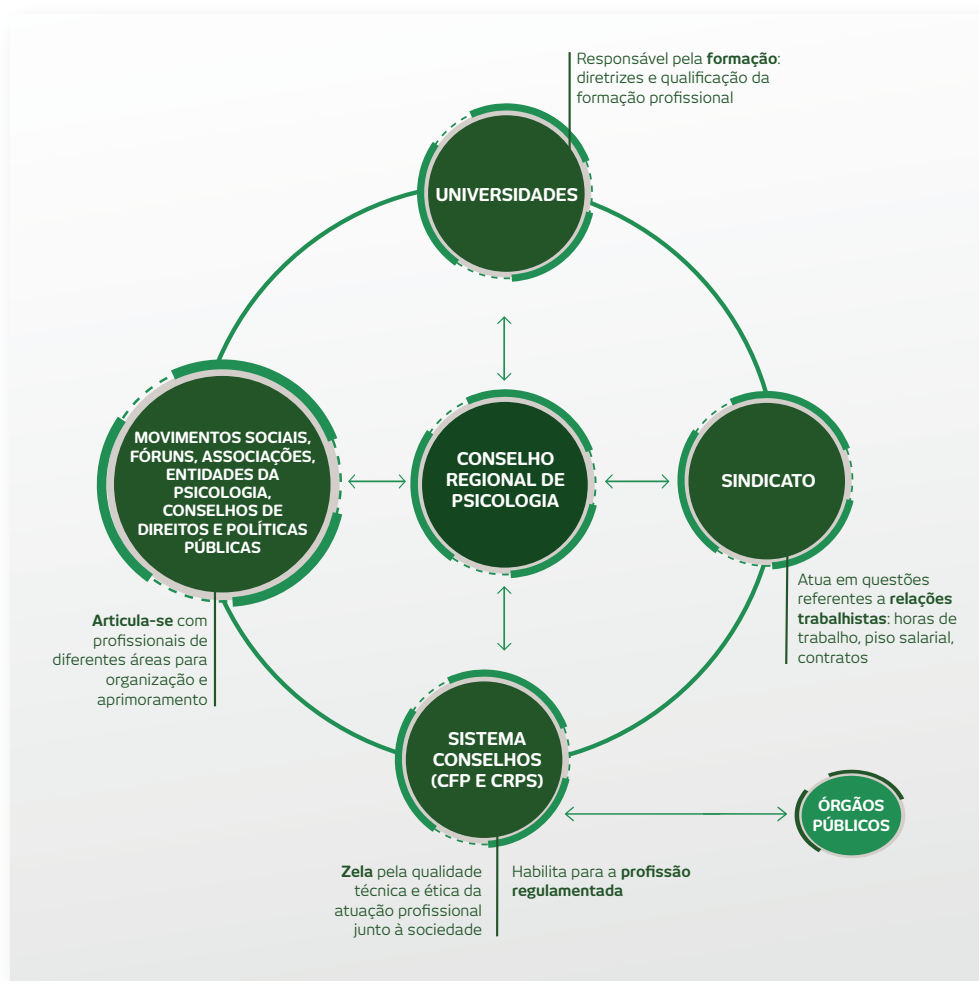 Responsável pela formação:
diretrizes e qualificação da
formação profissional
UNIVERSIDADES
MOVIMENTOS SOCIAIS,
FÓRUNS, ASSOCIAÇÕES,
ENTIDADES DA
PSICOLOGIA,
CONSELHOS DE
DIREITOS E POLÍTICAS
PÚBLICAS
CONSELHO
REGIONAL DE
PSICOLOGIA
SINDICATO
Articula-se com
profissionais de
diferentes áreas para
organização e
aprimoramento
Atua em questões
referentes a relações
trabalhistas: horas de
trabalho, piso salarial,
contratos
SISTEMA
CONSELHOS
(CFP E CRPS)
ÓRGÃOS
PÚBLICOS
Zela pela qualidade
técnica e ética da
atuação profissional
junto à sociedade
Habilita para a profissão
regulamentada